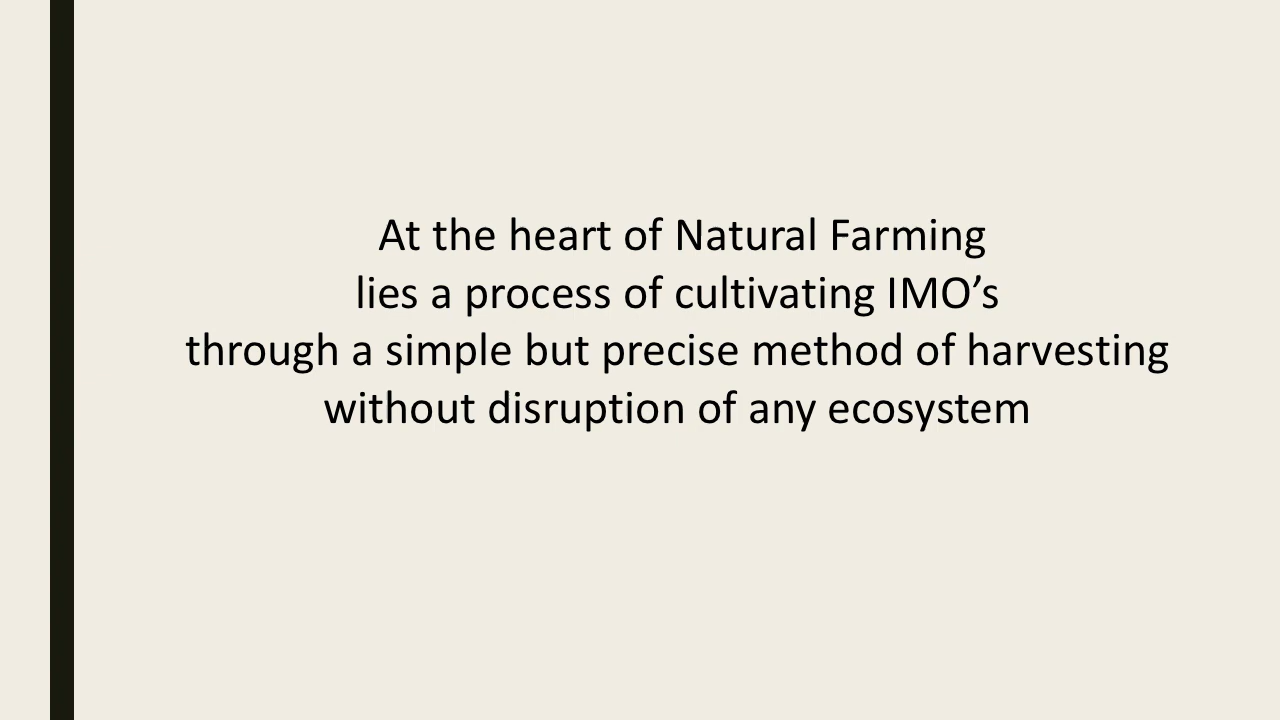 At the heart of Natural Farming
lies a process of cultivating IMO’s
through a simple but precise method of harvesting
without disruption of any ecosystem